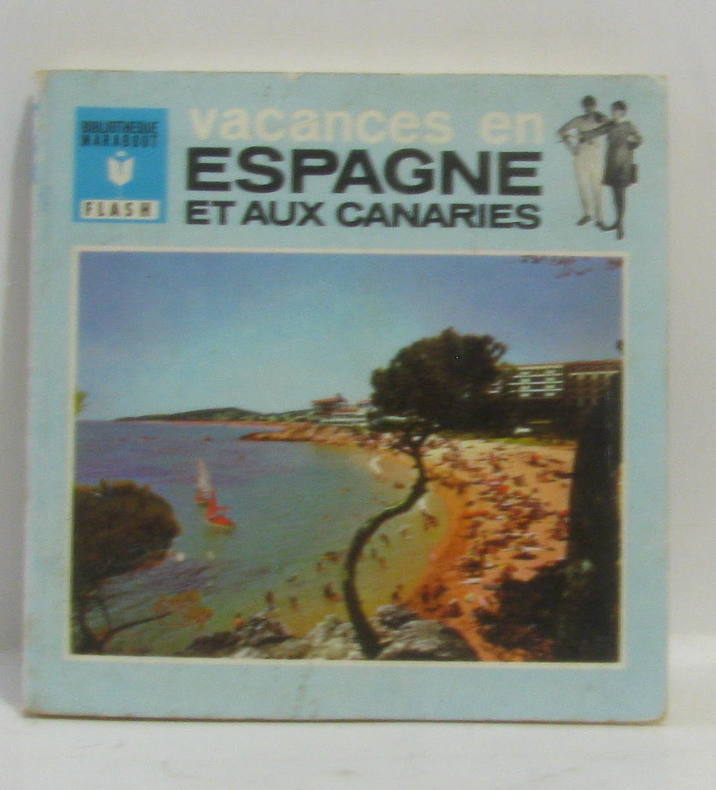 BIBLIOTHEQUE
MARABOUT
FLASH
vacances en
ESPAGNE
ET AUX CANARIES